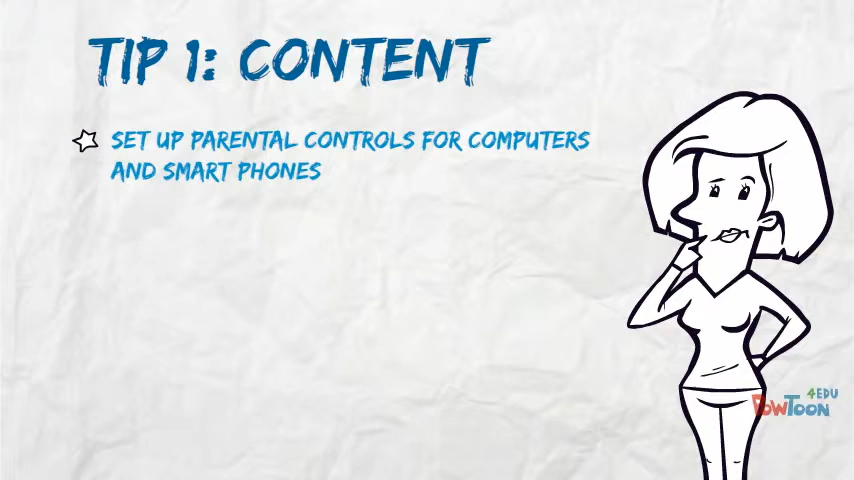 TIP 1: CONTENT
SET UP PARENTAL CONTROLS FOR COMPUTERS
AND SMART PHONES
4EDU
POWTOON